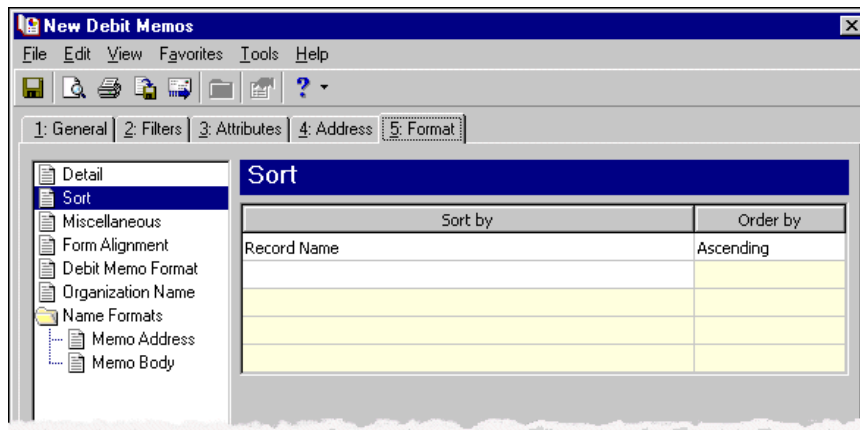 New Debit Memos
File Edit View Favorites Tools Help
?
1: General 2: Filters 3: Attributes 4: Address 5: Format
Detail
Sort
Miscellaneous
Form Alignment
Debit Memo Format
Organization Name
Name Formats
Memo Address
Memo Body
Sort
Sort by Order by
Record Name Ascending